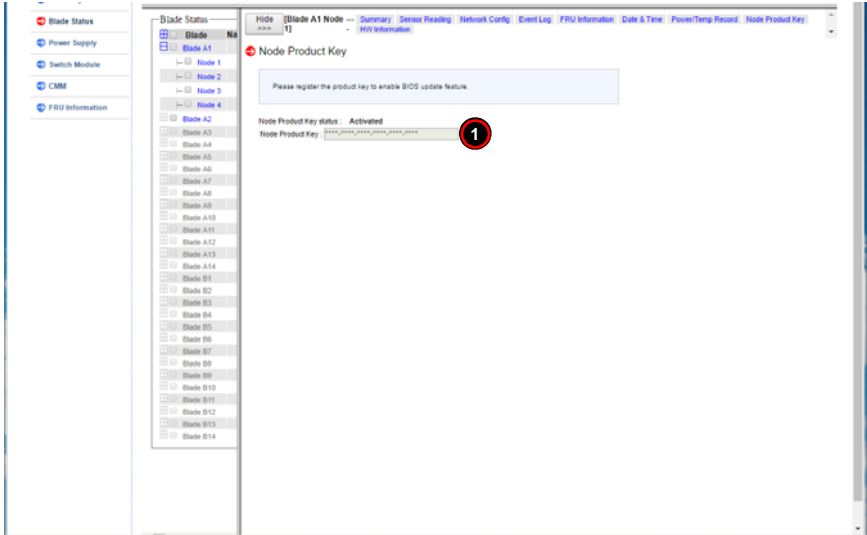 Blade Status
Power Supply
Switch Module
CMM
FRU Information
Blade Status
Blade Na
Blade A1
Node 1
Node 2
Node 3
Node 4
Blade A2
Blade A3
Blade A4
Blade A5
Blade A6
Blade A7
Blade A8
Blade A9
Blade A10
Blade A11
Blade A12
Blade A13
Blade A14
Blade B1
Blade B2
Blade B3
Blade B4
Blade B5
Blade B6
Blade B7
Blade B8
Blade B9
Blade B10
Blade B11
Blade B12
Blade B13
Blade B14
Hide >>>
[Blade A1 Node --- Summary Sensor Reading Network Config Event Log FRU Information Date & Time Power/Temp Record Node Product Key
1] - HW Information
Node Product Key
Please register the product key to enable BIOS update feature.
Node Product Key status : Activated
Node Product Key : ****-****-****-****-****-****
1